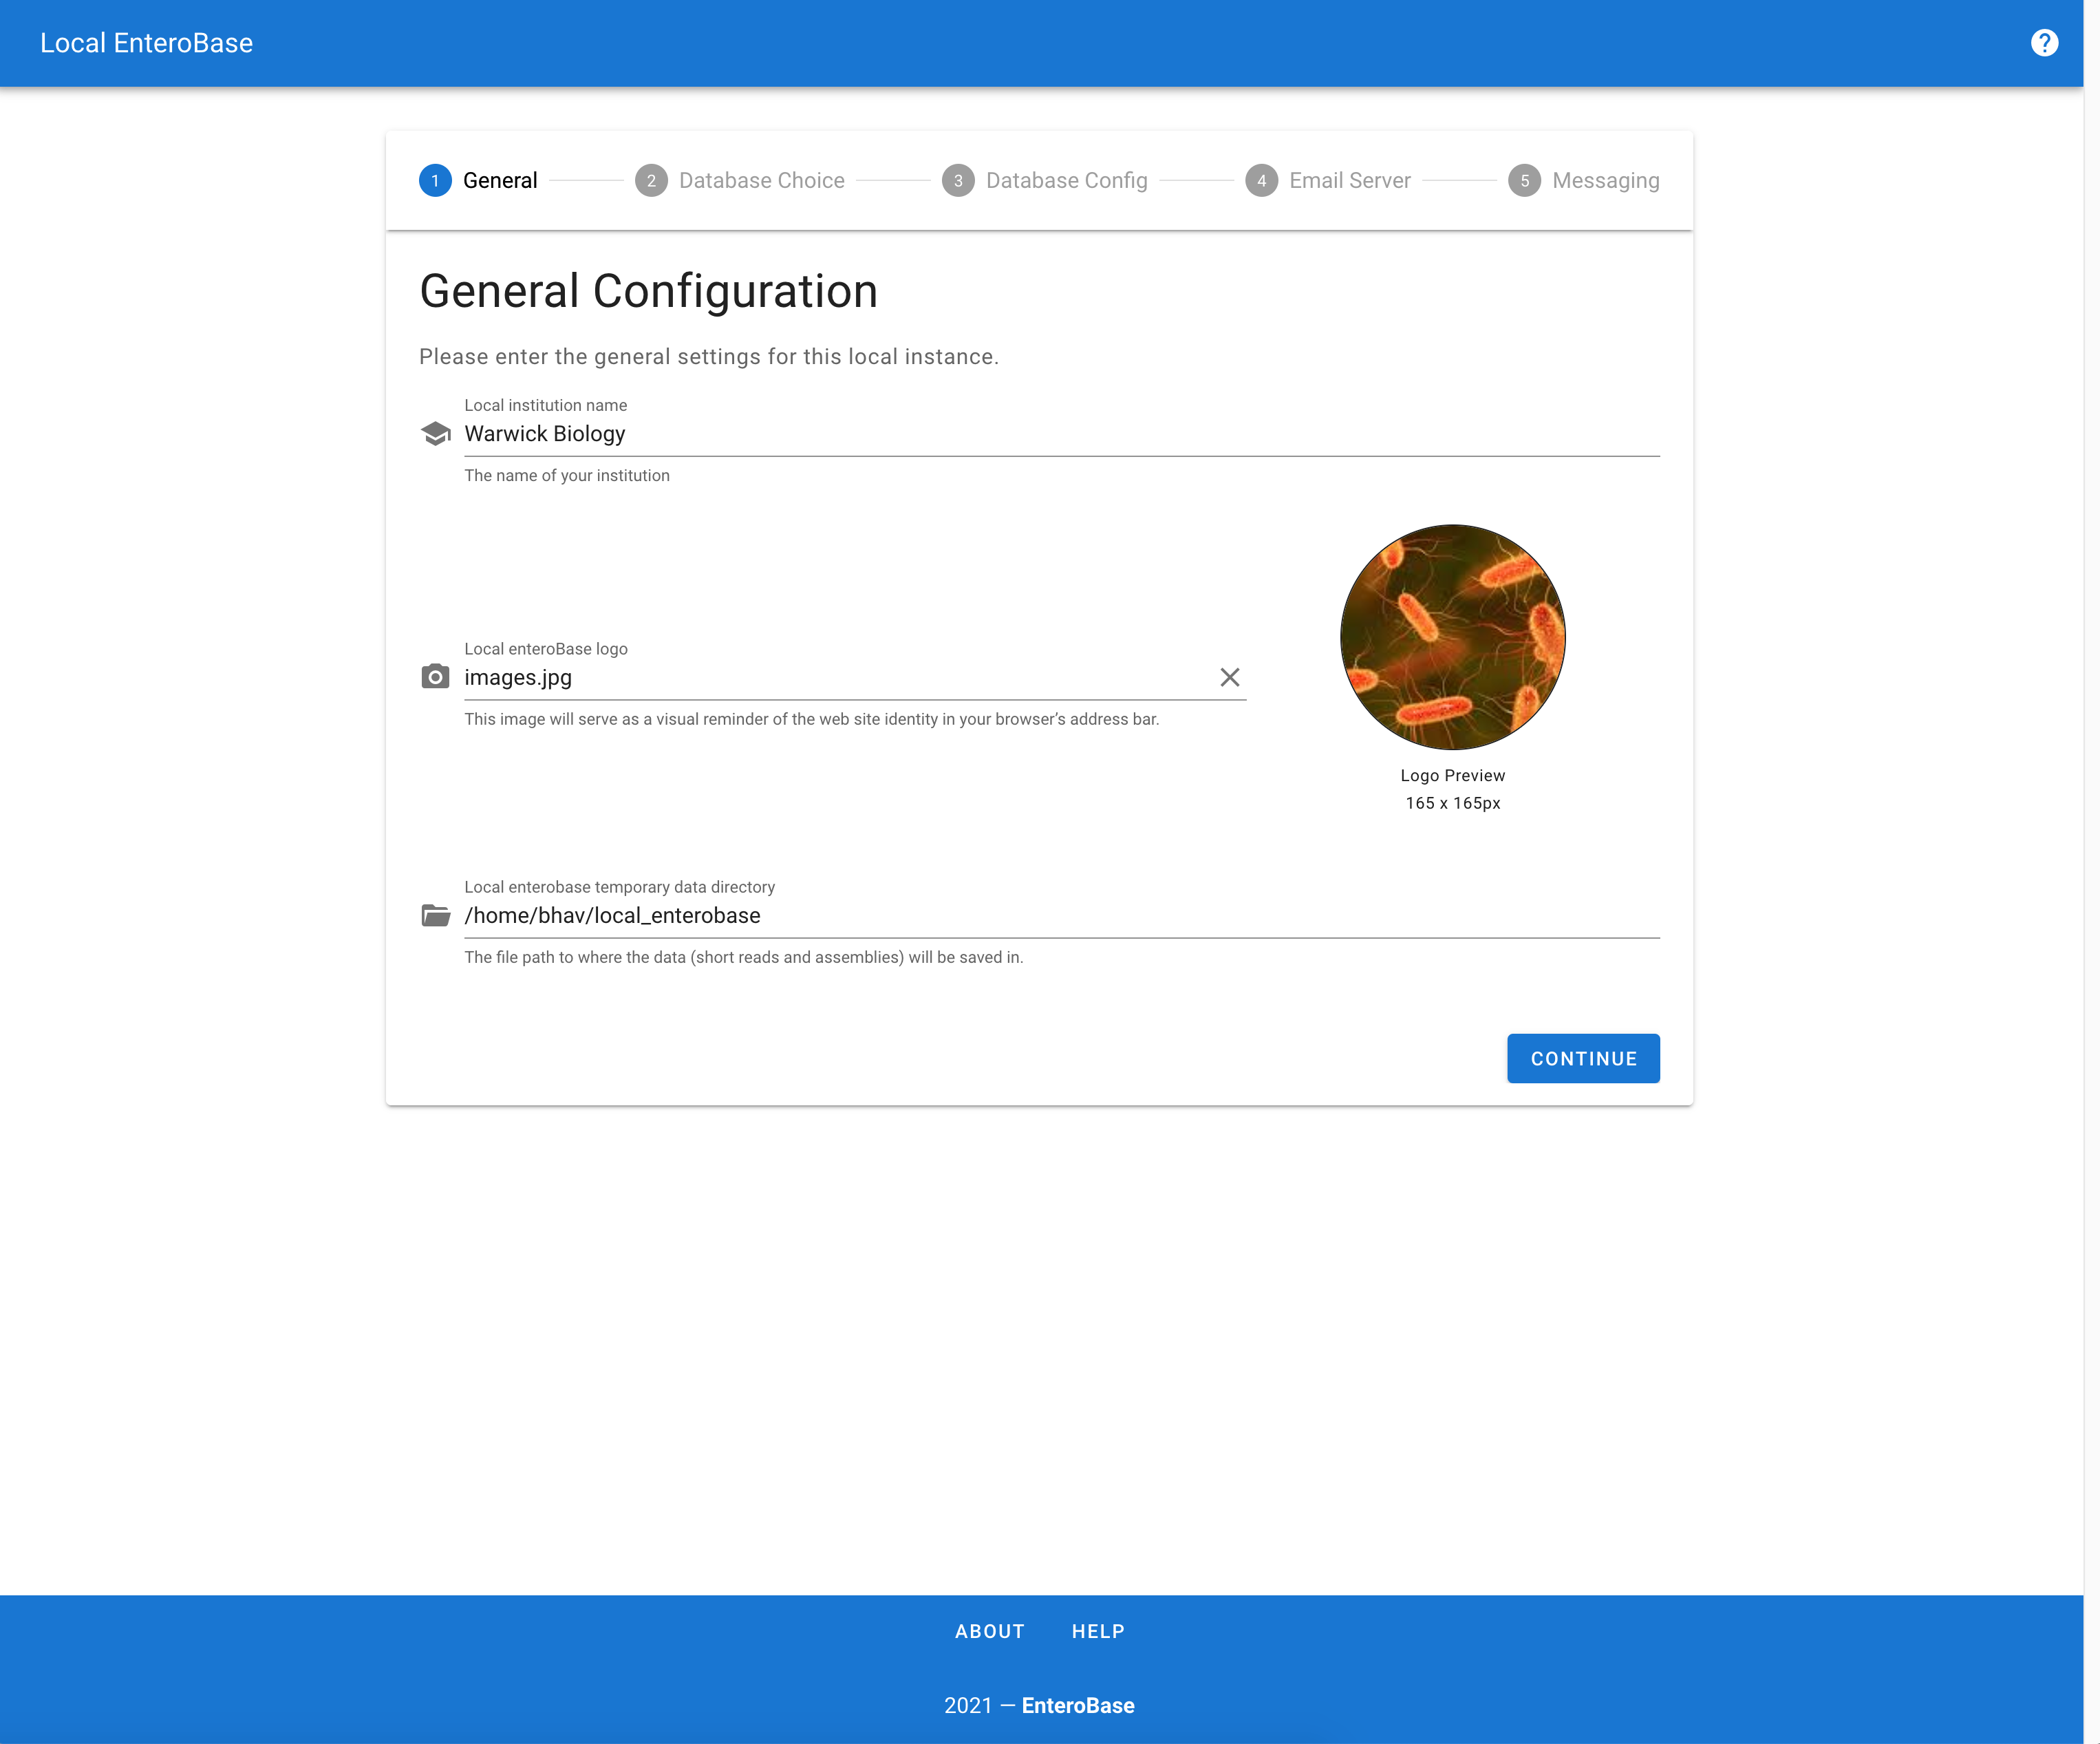 Local EnteroBase
?
1 General 2 Database Choice 3 Database Config 4 Email Server 5 Messaging
General Configuration
Please enter the general settings for this local instance.
Local institution name
Warwick Biology
The name of your institution
Local enteroBase logo
images.jpg
This image will serve as a visual reminder of the web site identity in your browser’s address bar.
Logo Preview
165 x 165px
Local enterobase temporary data directory
/home/bhav/local_enterobase
The file path to where the data (short reads and assemblies) will be saved in.
CONTINUE
ABOUT HELP
2021 — EnteroBase